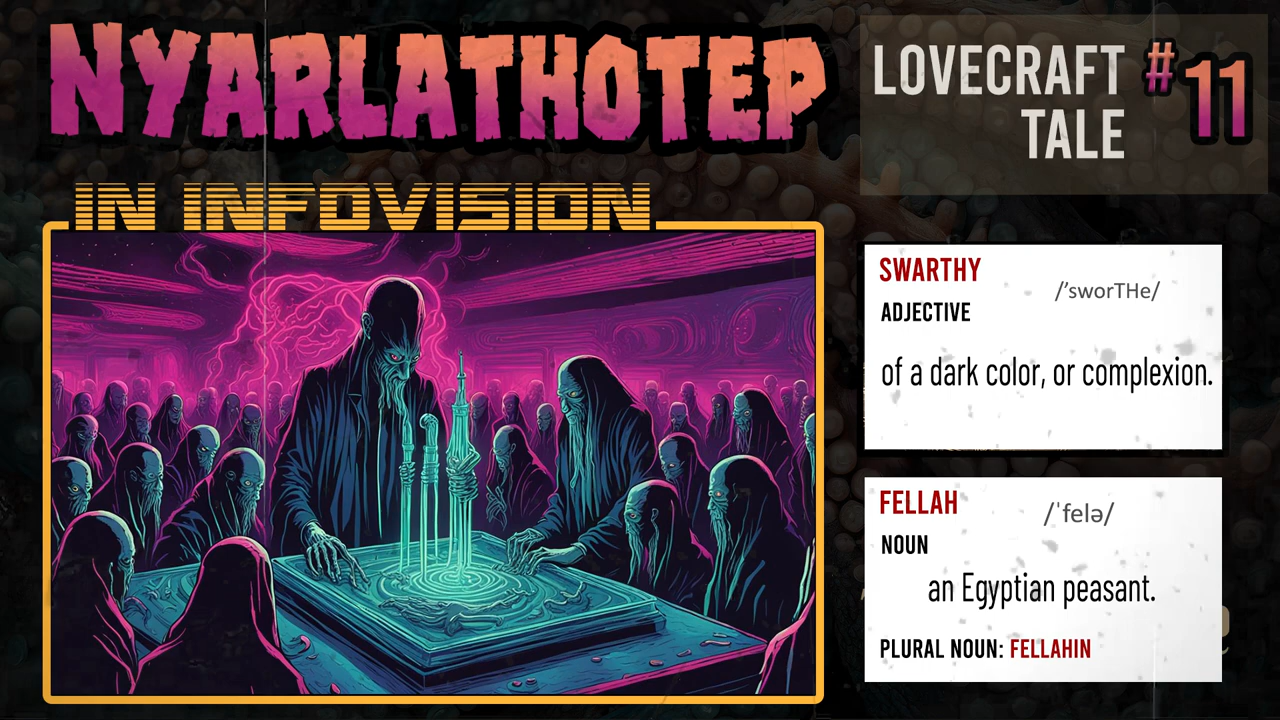 NYARLATHOTEP
LOVECRAFT
TALE
#11
IN INFOVISION
SWARTHY
/'sworTHe/
ADJECTIVE
of a dark color, or complexion.
FELLAH
/ˈfelə/
NOUN
an Egyptian peasant.
PLURAL NOUN: FELLAHIN